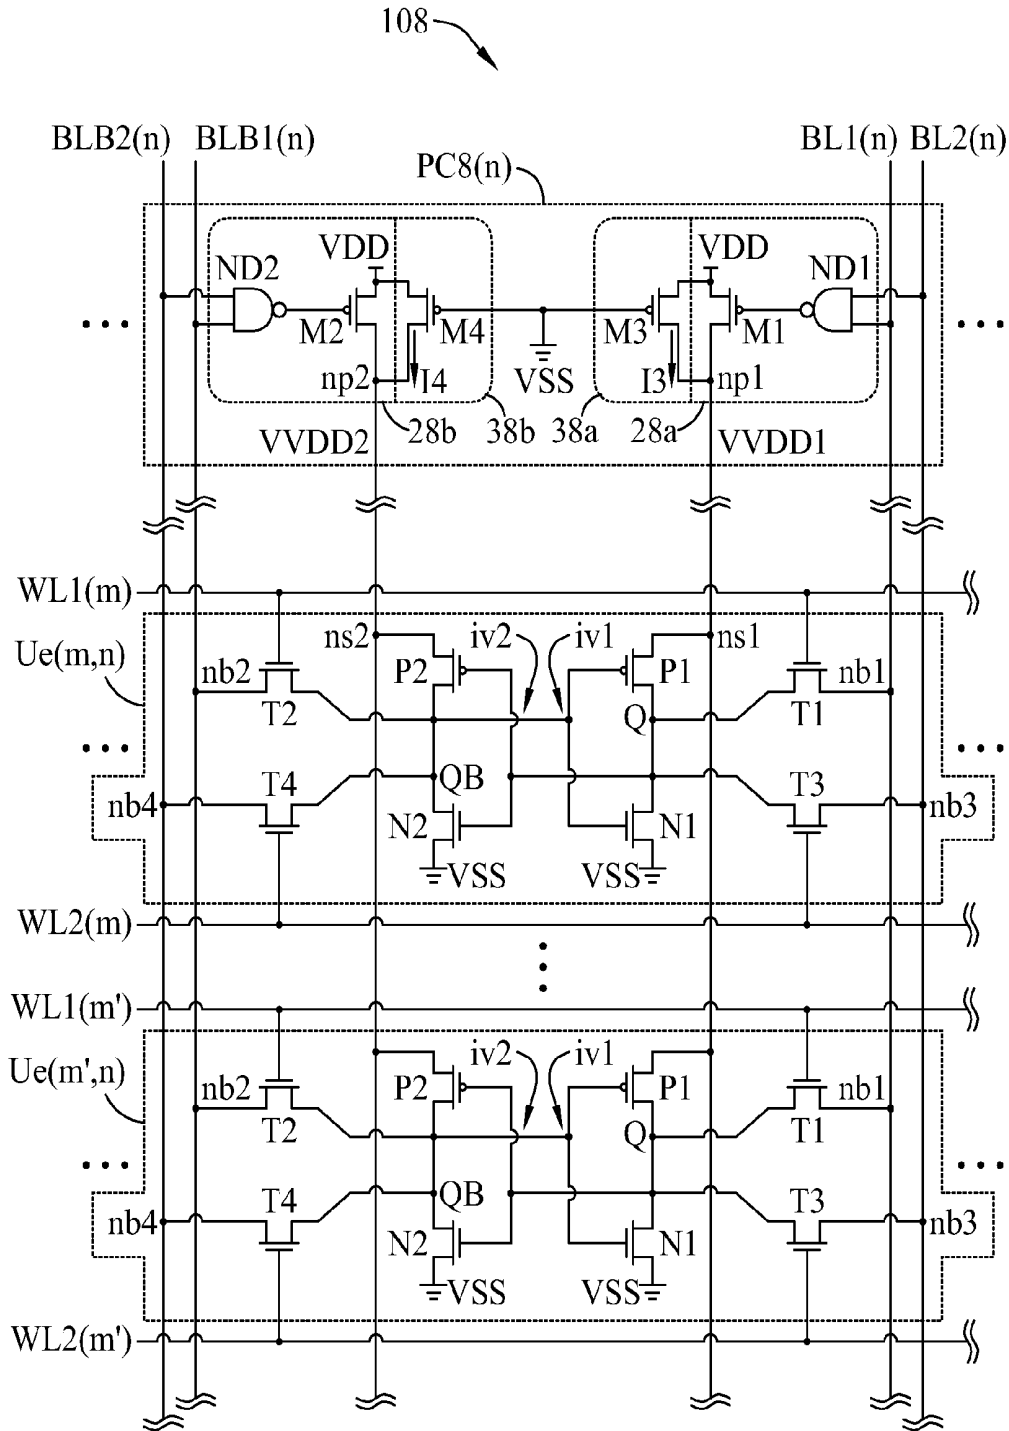 108
BLB2(n) BLB1(n) BL1(n) BL2(n)
PC8(n)
VDD VDD
ND2 ND1
M2 M4 M3 M1
VSS
np2 I4 I3 np1
28b 38b 38a 28a
VVDD2 VVDD1
WL1(m)
ns2 iv2 iv1 ns1
Ue(m,n)
nb2 P2 P1 nb1
T2 Q T1
T4 QB T3
nb4 nb3
N2 N1
VSS VSS
WL2(m)
WL1(m')
iv2 iv1
Ue(m',n)
nb2 P2 P1 nb1
T2 Q T1
T4 QB T3
nb4 nb3
N2 N1
VSS VSS
WL2(m')